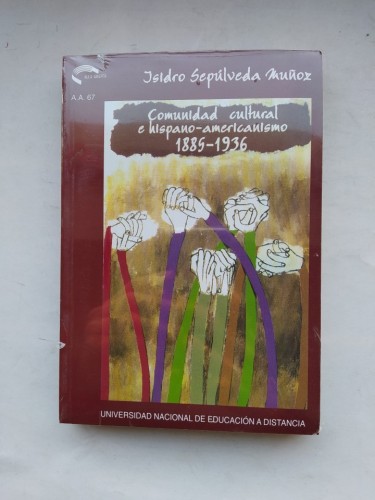 Isidro Sepúlveda Muñoz
A.A. 67
Comunidad cultural
e hispano-americanismo
1885-1936
UNIVERSIDAD NACIONAL DE EDUCACIÓN A DISTANCIA